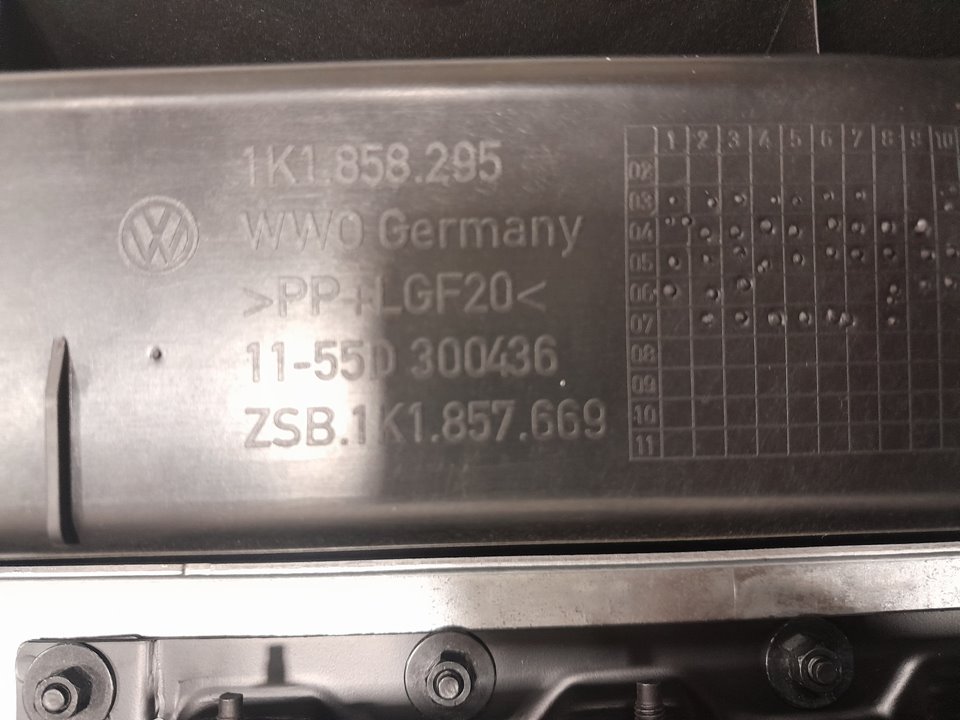 1K1.858.295
WWO Germany
>PP+LGF20<
11-55D 300436
ZSB.1K1.857.669
1 2 3 4 5 6 7 8 9 10
02
03
04
05
06
07
08
09
10
11